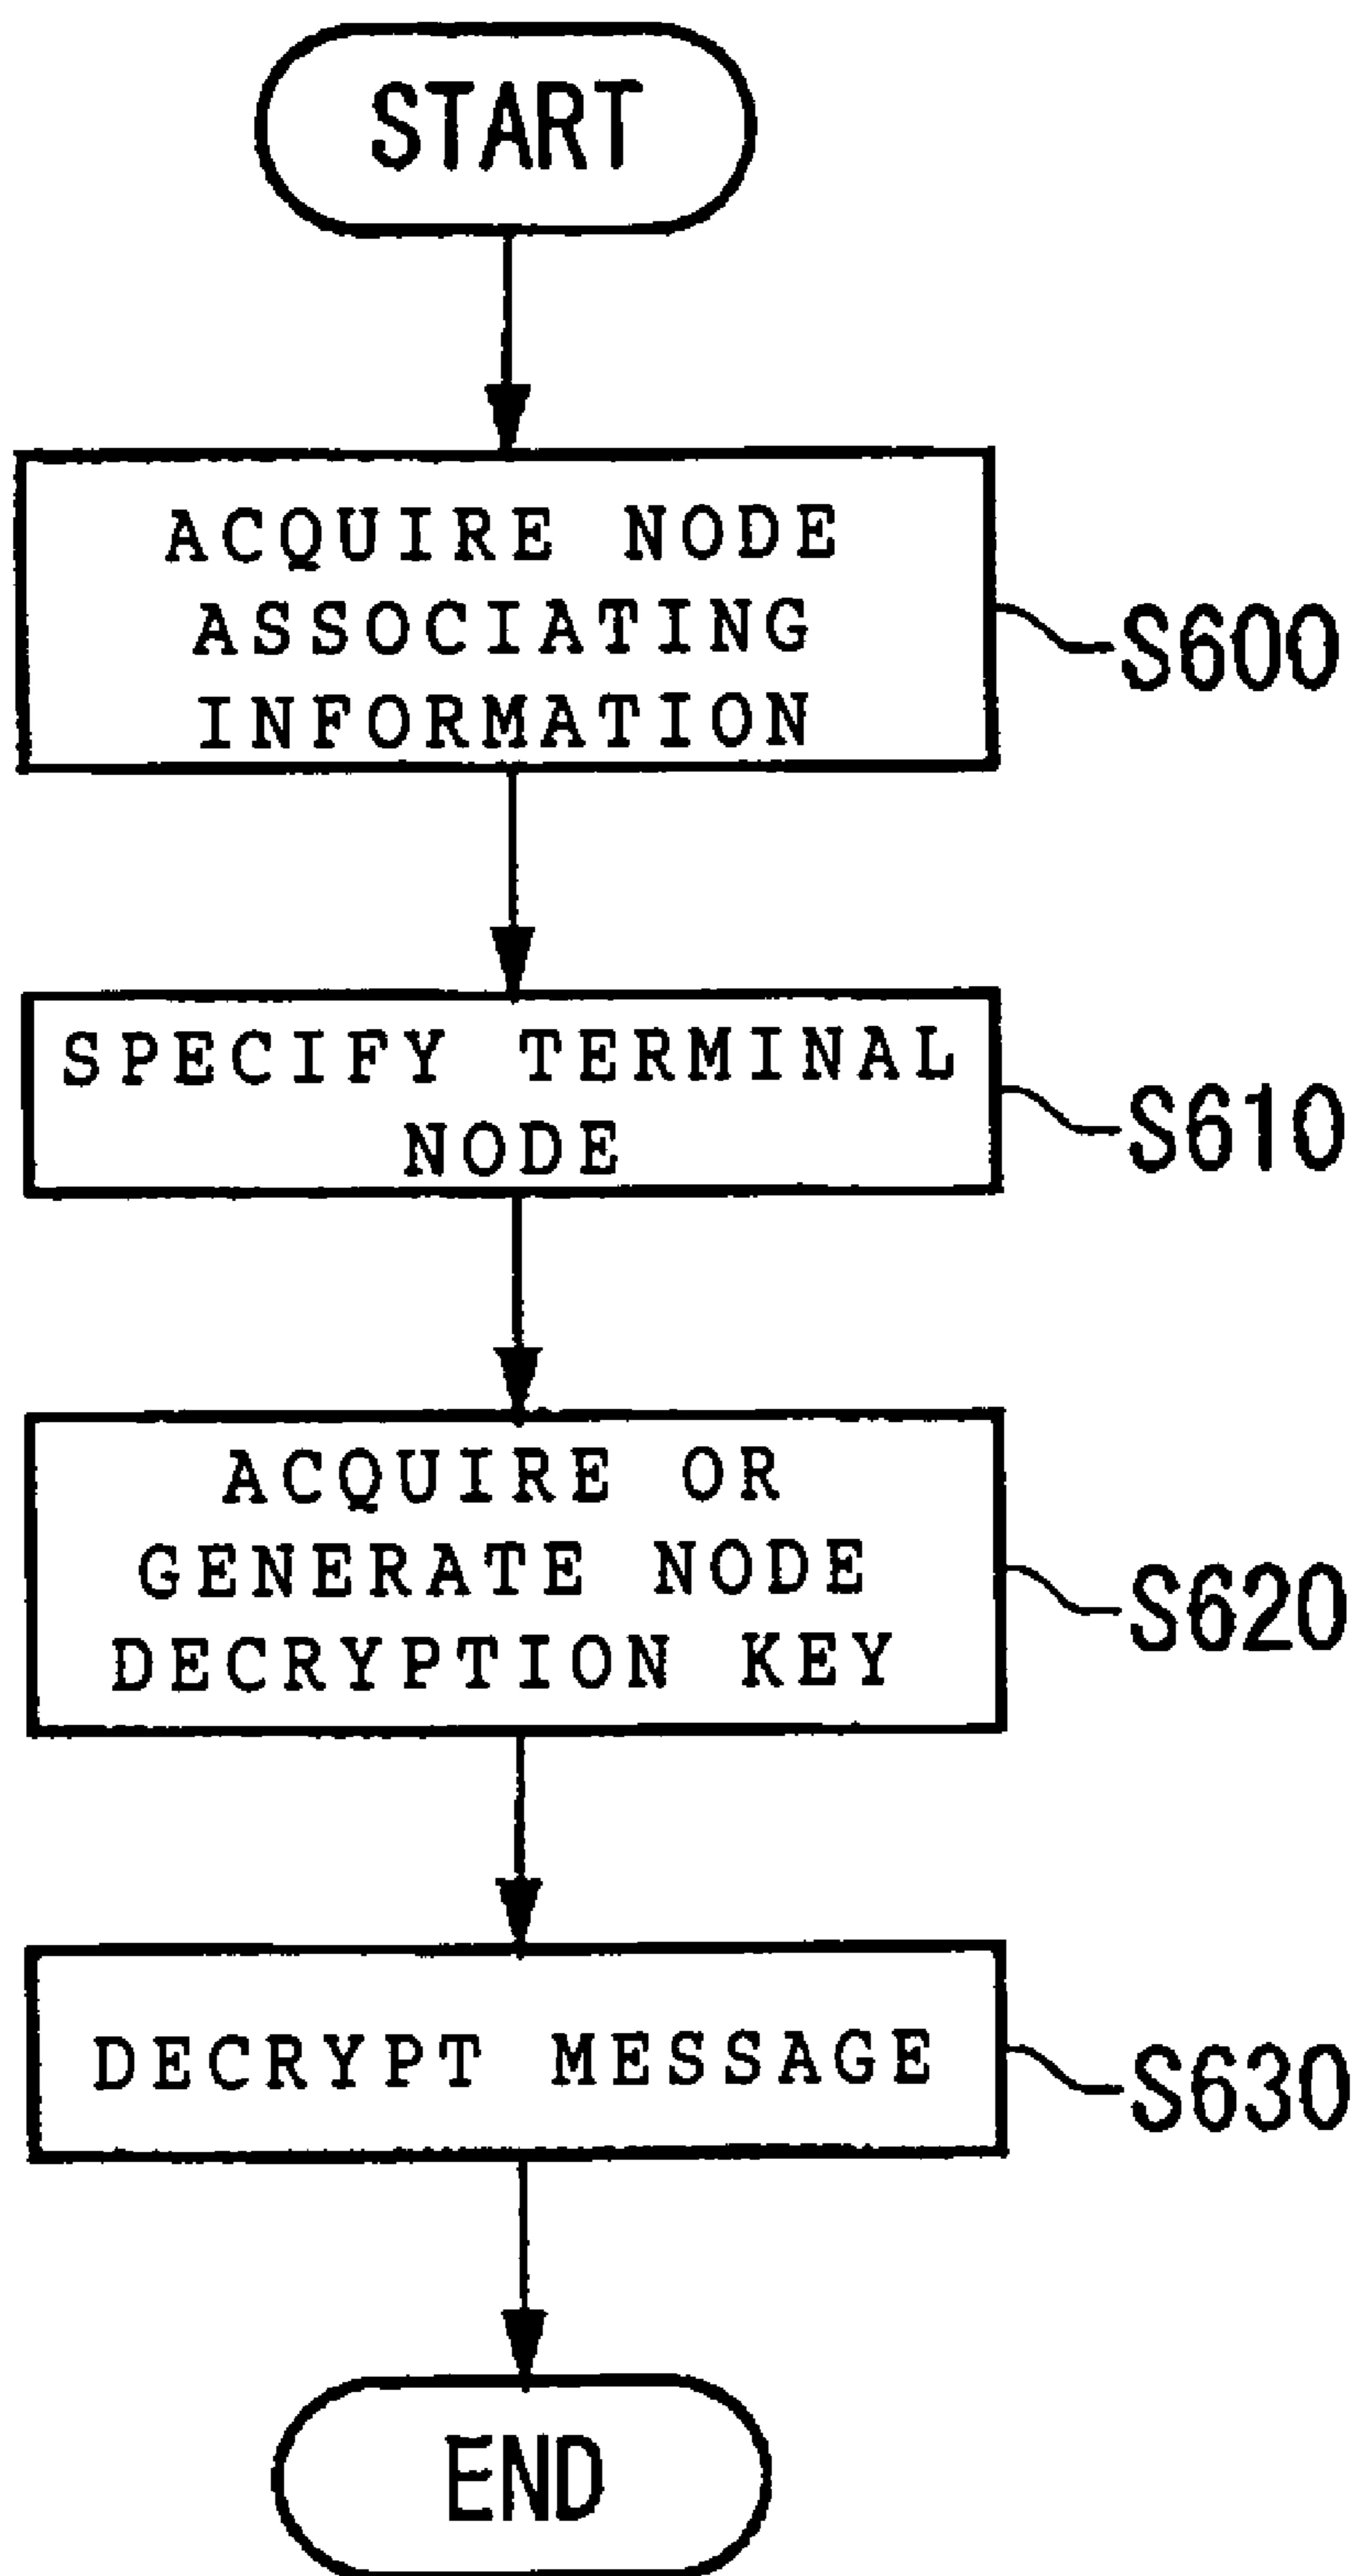 START
ACQUIRE NODE
ASSOCIATING
INFORMATION
S600
SPECIFY TERMINAL
NODE
S610
ACQUIRE OR
GENERATE NODE
DECRYPTION KEY
S620
DECRYPT MESSAGE
S630
END